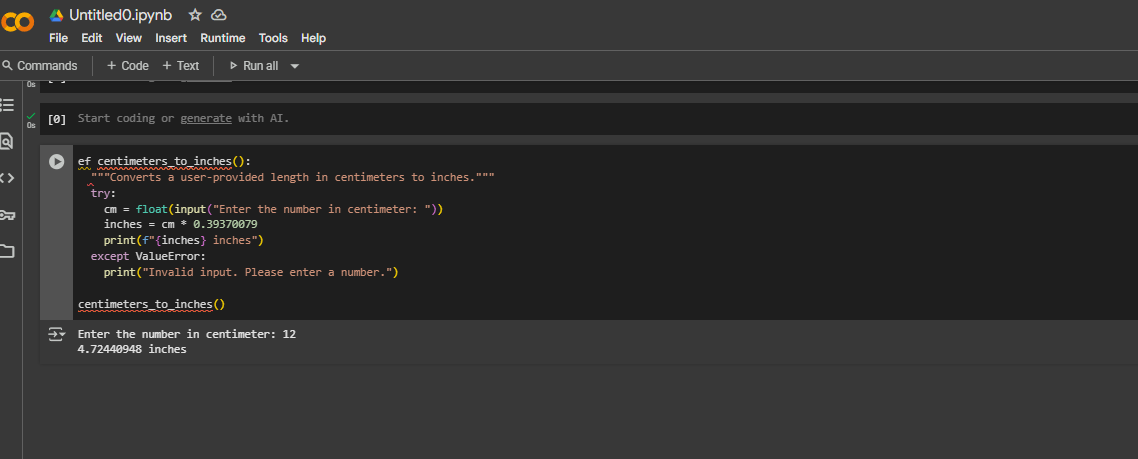 Untitled0.ipynb
File Edit View Insert Runtime Tools Help
Commands + Code + Text Run all
0s
[0] Start coding or generate with AI.
0s
ef centimeters_to_inches():
"""Converts a user-provided length in centimeters to inches."""
try:
cm = float(input("Enter the number in centimeter: "))
inches = cm * 0.39370079
print(f"{inches} inches")
except ValueError:
print("Invalid input. Please enter a number.")
centimeters_to_inches()
Enter the number in centimeter: 12
4.72440948 inches